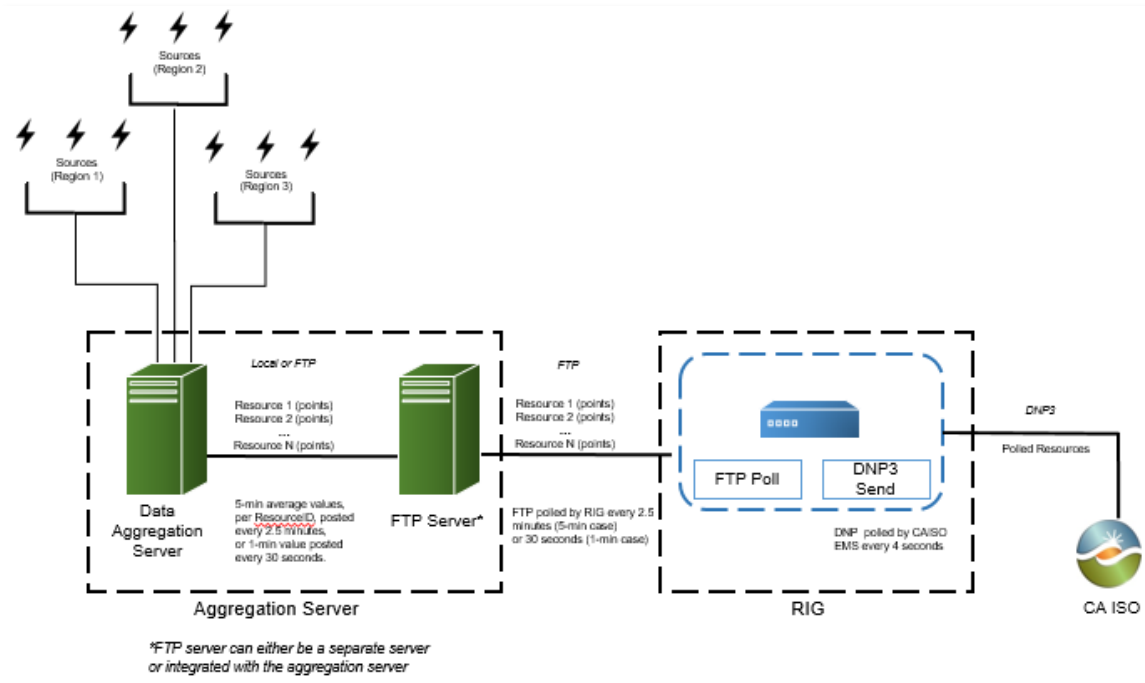 Sources
(Region 2)
Sources
(Region 1)
Sources
(Region 3)
Local or FTP
Resource 1 (points)
Resource 2 (points)
...
Resource N (points)
5-min average values,
per ResourceID, posted
every 2.5 minutes,
or 1-min value posted
every 30 seconds.
Data
Aggregation
Server
FTP Server*
Aggregation Server
*FTP server can either be a separate server
or integrated with the aggregation server
FTP
Resource 1 (points)
Resource 2 (points)
...
Resource N (points)
FTP polled by RIG every 2.5
minutes (5-min case)
or 30 seconds (1-min case)
FTP Poll
DNP3
Send
DNP polled by CAISO
EMS every 4 seconds
RIG
DNP3
Polled Resources
CA ISO